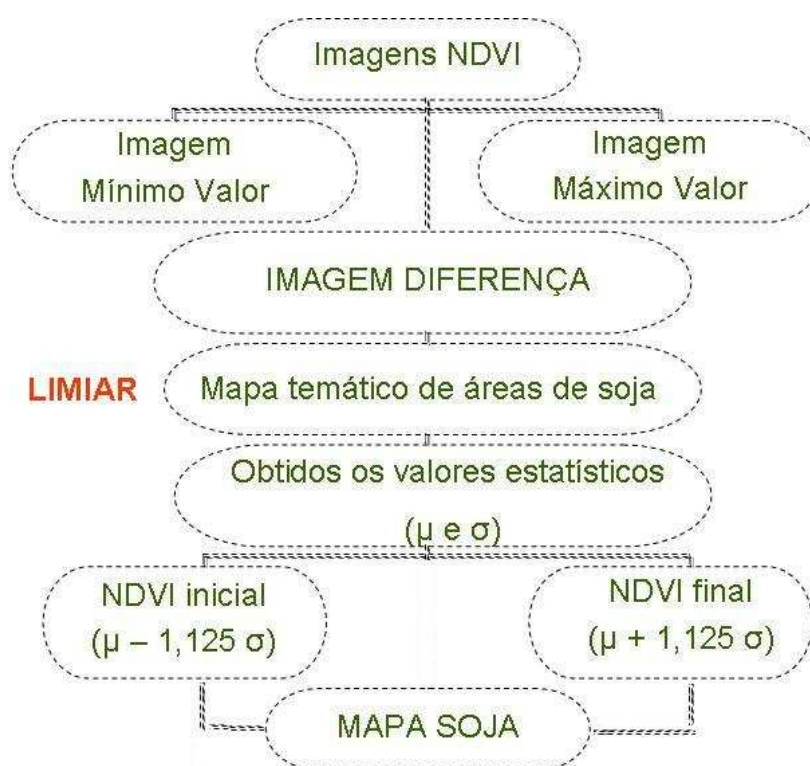 Imagens NDVI
Imagem
Mínimo Valor
Imagem
Máximo Valor
IMAGEM DIFERENÇA
LIMIAR
Mapa temático de áreas de soja
Obtidos os valores estatísticos
(μ e σ)
NDVI inicial
(μ – 1,125 σ)
NDVI final
(μ + 1,125 σ)
MAPA SOJA